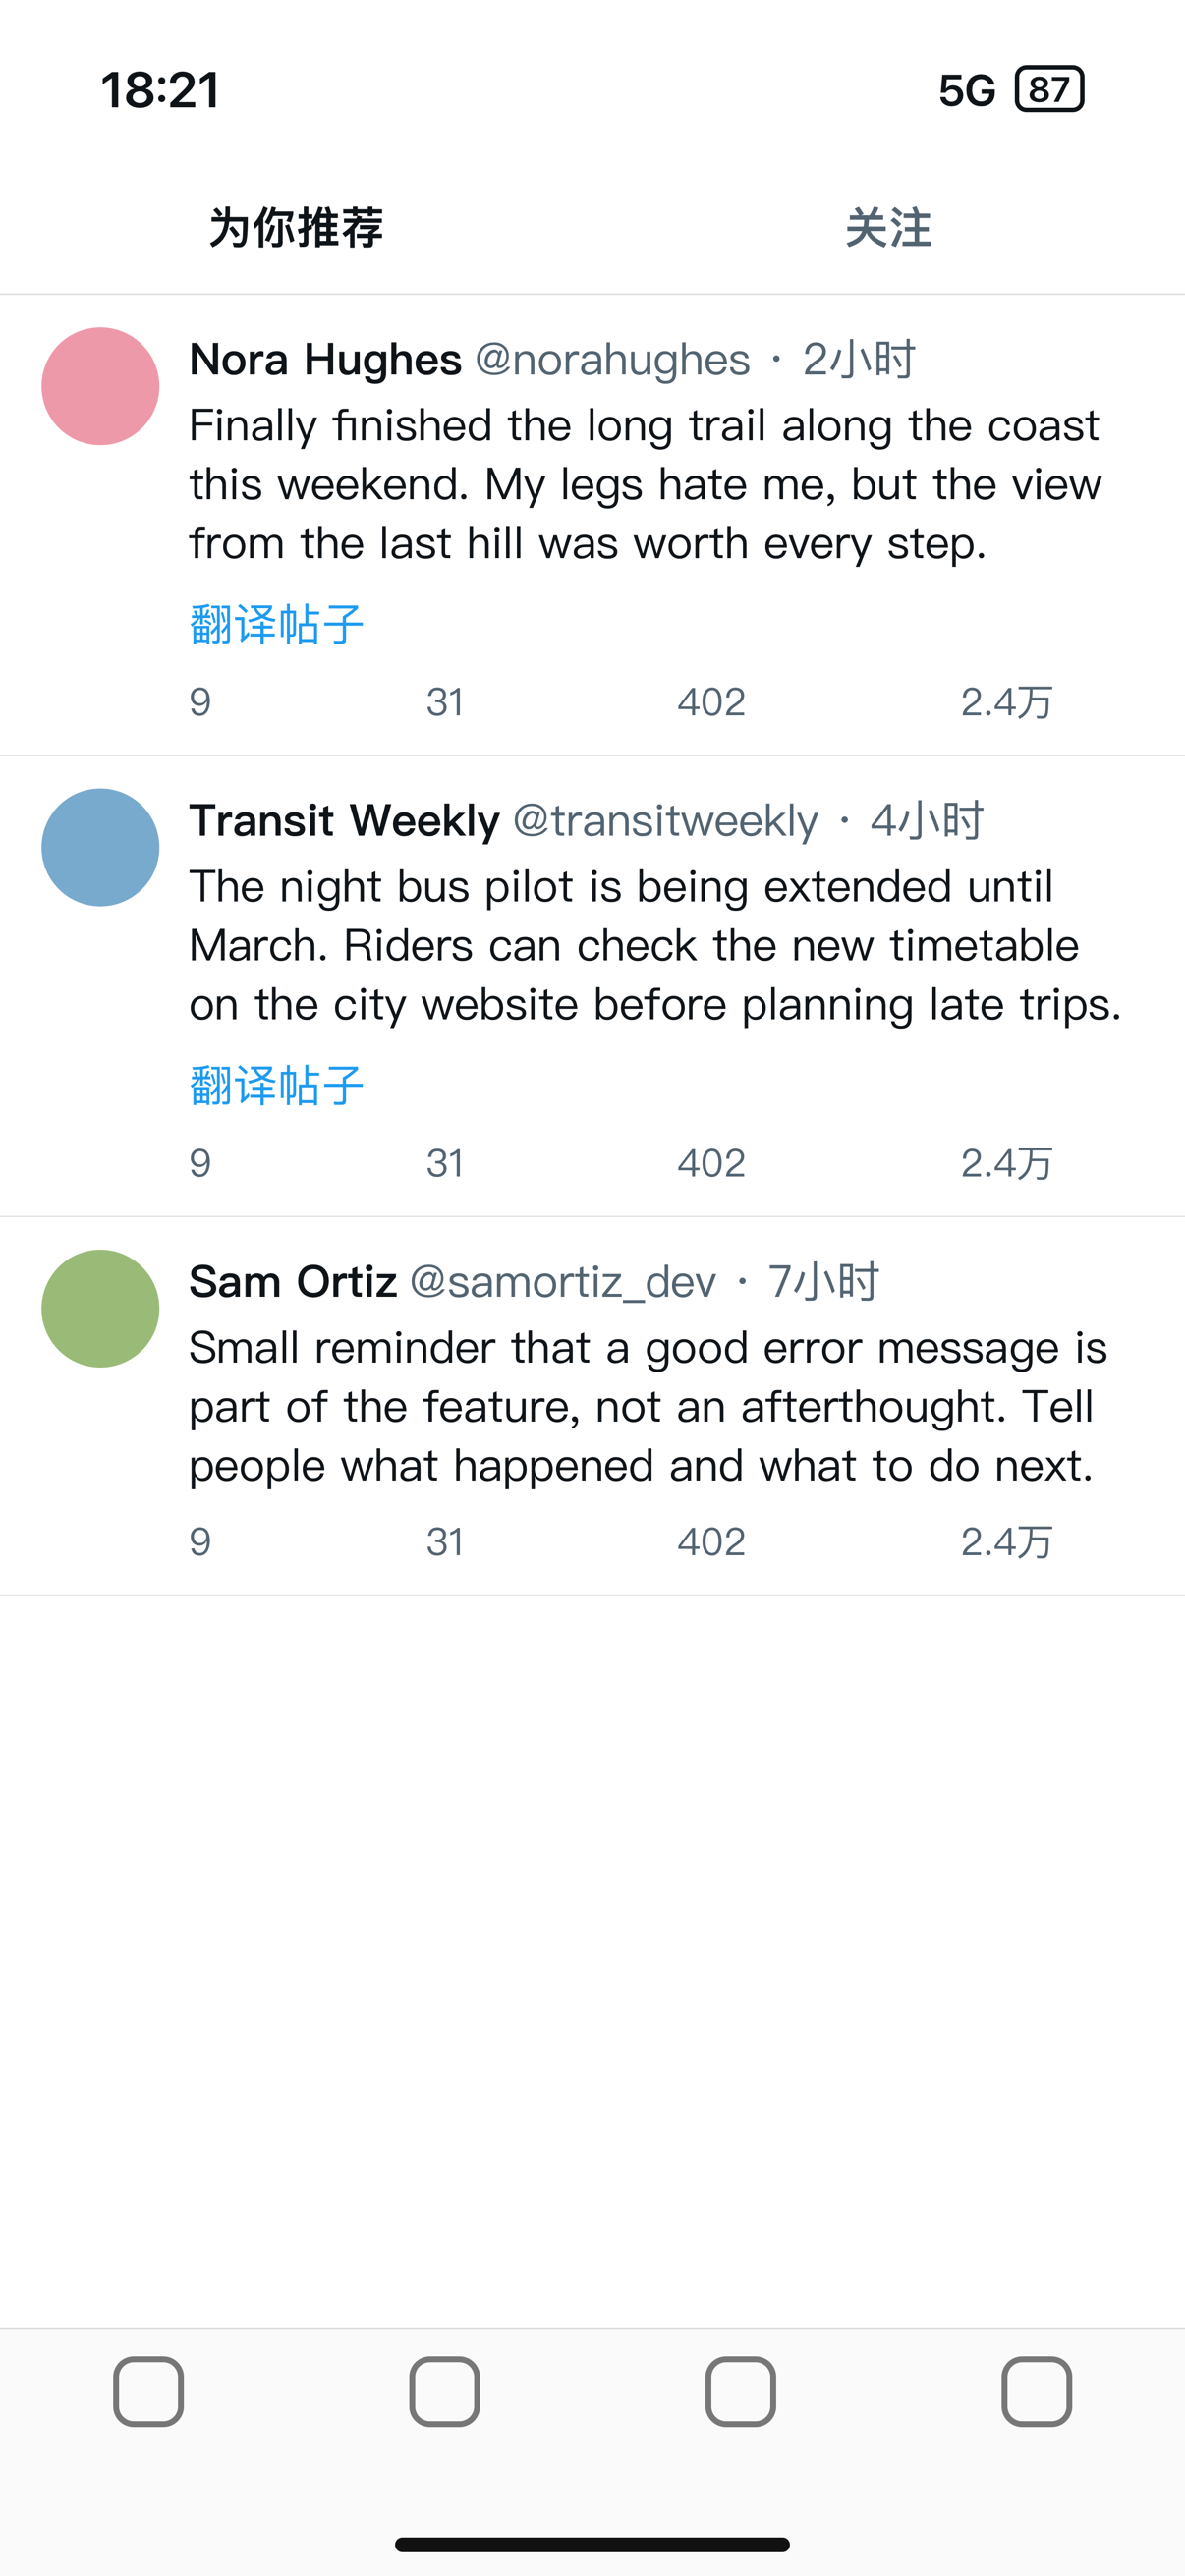 18:21
5G 87
为你推荐 关注
Nora Hughes @norahughes · 2小时
Finally finished the long trail along the coast
this weekend. My legs hate me, but the view
from the last hill was worth every step.
翻译帖子
9 31 402 2.4万
Transit Weekly @transitweekly · 4小时
The night bus pilot is being extended until
March. Riders can check the new timetable
on the city website before planning late trips.
翻译帖子
9 31 402 2.4万
Sam Ortiz @samortiz_dev · 7小时
Small reminder that a good error message is
part of the feature, not an afterthought. Tell
people what happened and what to do next.
9 31 402 2.4万